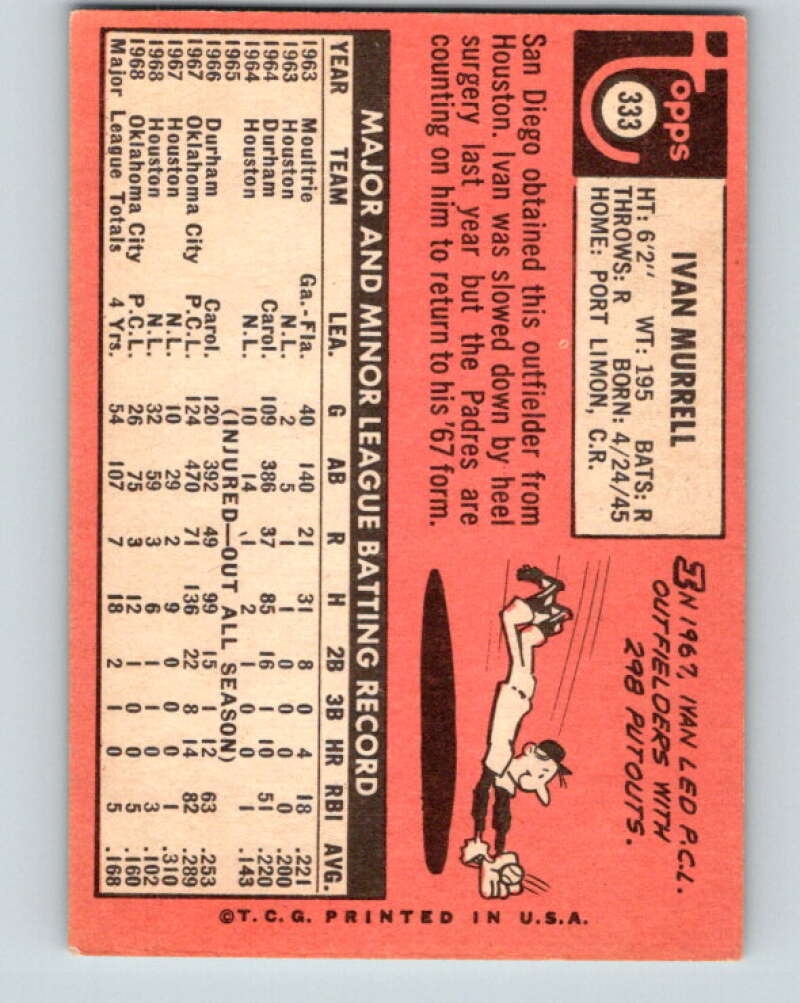 Topps
333
IVAN MURRELL
HT: 6'2" WT: 195 BATS: R
THROWS: R BORN: 4/24/45
HOME: PORT LIMON, C.R.
San Diego obtained this outfielder from
Houston. Ivan was slowed down by heel
surgery last year but the Padres are
counting on him to return to his '67 form.
IN 1967, IVAN LED P.C.L.
OUTFIELDERS WITH
298 PUTOUTS.
MAJOR AND MINOR LEAGUE BATTING RECORD
YEAR TEAM LEA. G AB R H 2B 3B HR RBI AVG.
1963 Moultrie Ga.-Fla. 40 140 21 31 8 0 4 18 .221
1963 Houston N.L. 2 5 1 1 0 0 0 0 .200
1964 Durham Carol. 109 386 37 85 16 1 10 51 .220
1964 Houston N.L. 10 14 1 2 1 0 0 1 .143
1965 (INJURED—OUT ALL SEASON)
1966 Durham Carol. 120 392 49 99 15 1 12 63 .253
1967 Oklahoma City P.C.L. 124 470 71 136 22 8 14 82 .289
1967 Houston N.L. 10 29 2 9 0 0 0 1 .310
1968 Houston N.L. 32 59 3 6 1 1 0 3 .102
1968 Oklahoma City P.C.L. 26 75 3 12 1 0 1 5 .160
Major League Totals 4 Yrs. 54 107 7 18 2 1 0 5 .168
©T.C.G. PRINTED IN U.S.A.